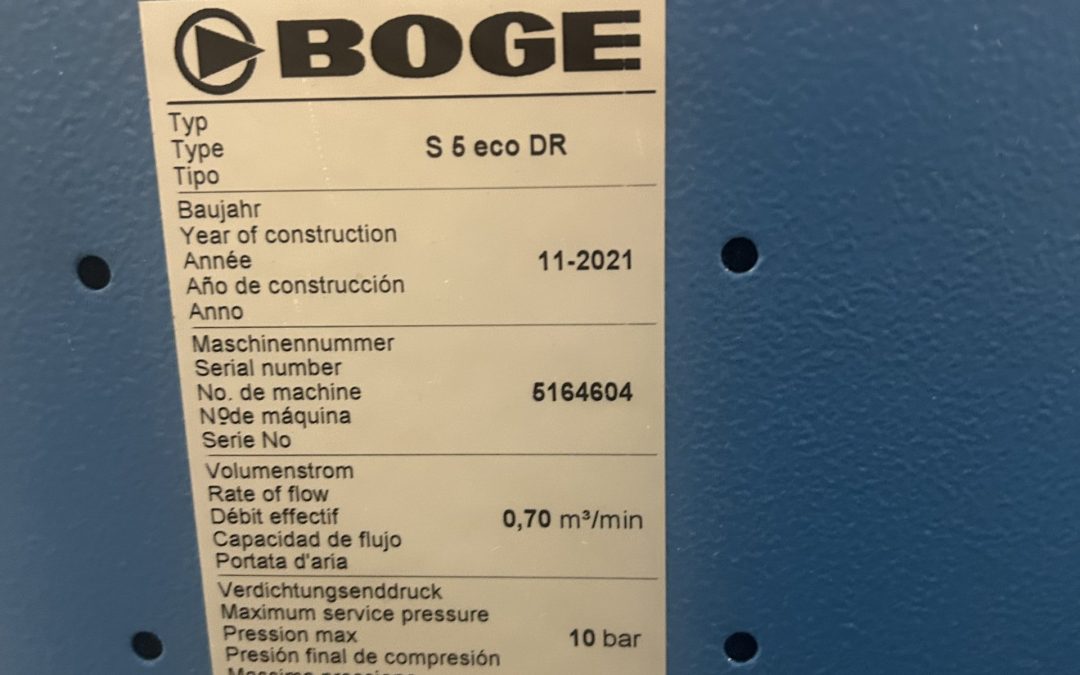 BOGE
Typ
Type
Tipo
S 5 eco DR
Baujahr
Year of construction
Année
Año de construcción
Anno
11-2021
Maschinennummer
Serial number
No. de machine
Nºde máquina
Serie No
5164604
Volumenstrom
Rate of flow
Débit effectif
Capacidad de flujo
Portata d'aria
0,70 m³/min
Verdichtungsenddruck
Maximum service pressure
Pression max
Presión final de compresión
10 bar